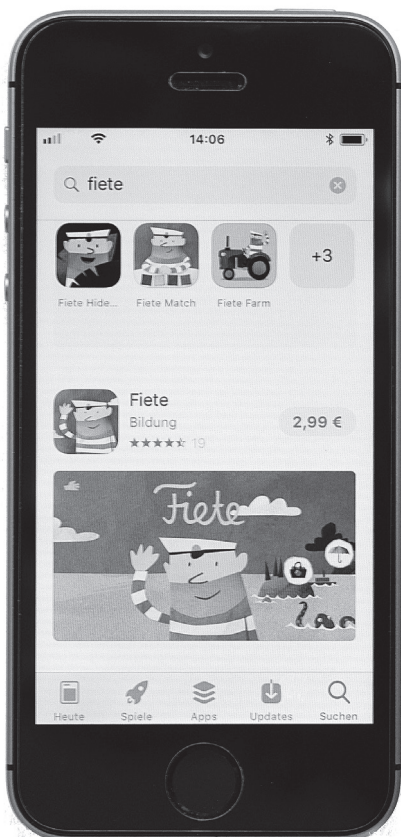 14:06
fiete
+3
Fiete Hide... Fiete Match Fiete Farm
Fiete
Bildung
2,99 €
19
Fiete
Heute Spiele Apps Updates Suchen